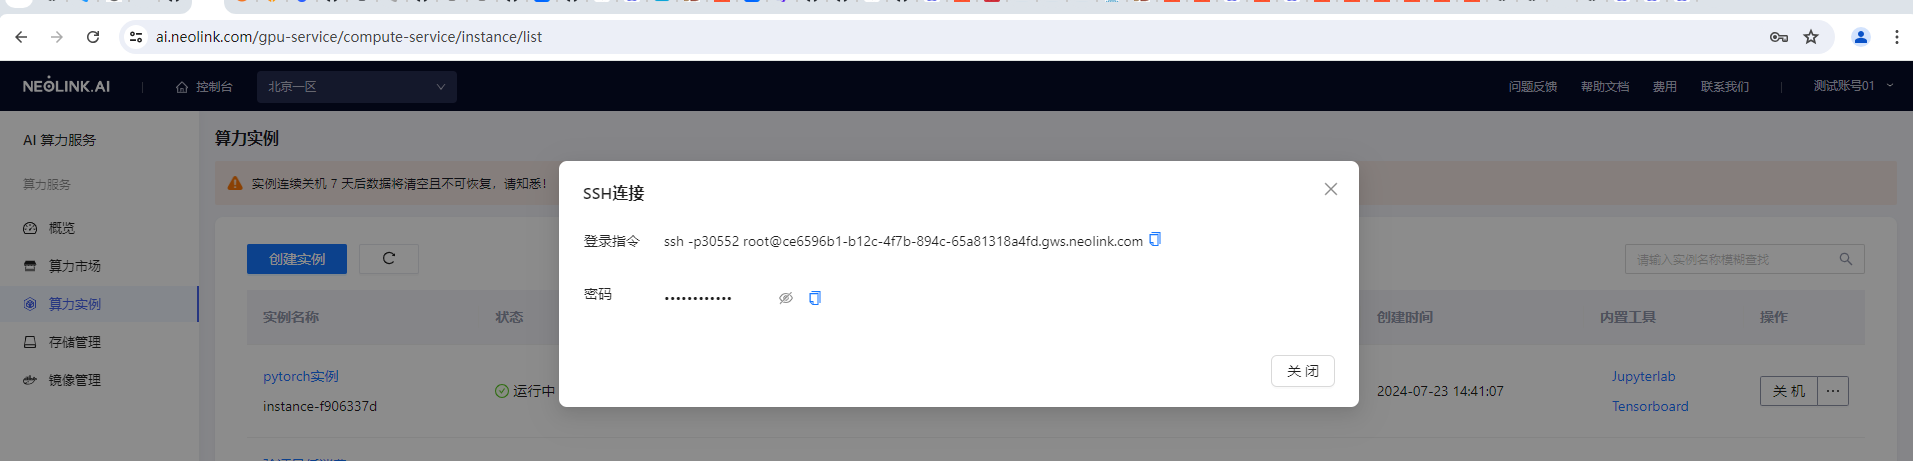 ai.neolink.com/gpu-service/compute-service/instance/list
NEOLINK.AI
控制台
北京一区
问题反馈
帮助文档
费用
联系我们
测试账号01
AI 算力服务
算力服务
概览
算力市场
算力实例
存储管理
镜像管理
算力实例
实例连续关机 7 天后数据将清空且不可恢复，请知悉！
创建实例
请输入实例名称模糊查找
实例名称
状态
创建时间
内置工具
操作
pytorch实例
instance-f906337d
运行中
2024-07-23 14:41:07
Jupyterlab
Tensorboard
关 机
SSH连接
登录指令
ssh -p30552 root@ce6596b1-b12c-4f7b-894c-65a81318a4fd.gws.neolink.com
密码
••••••••••••
关 闭